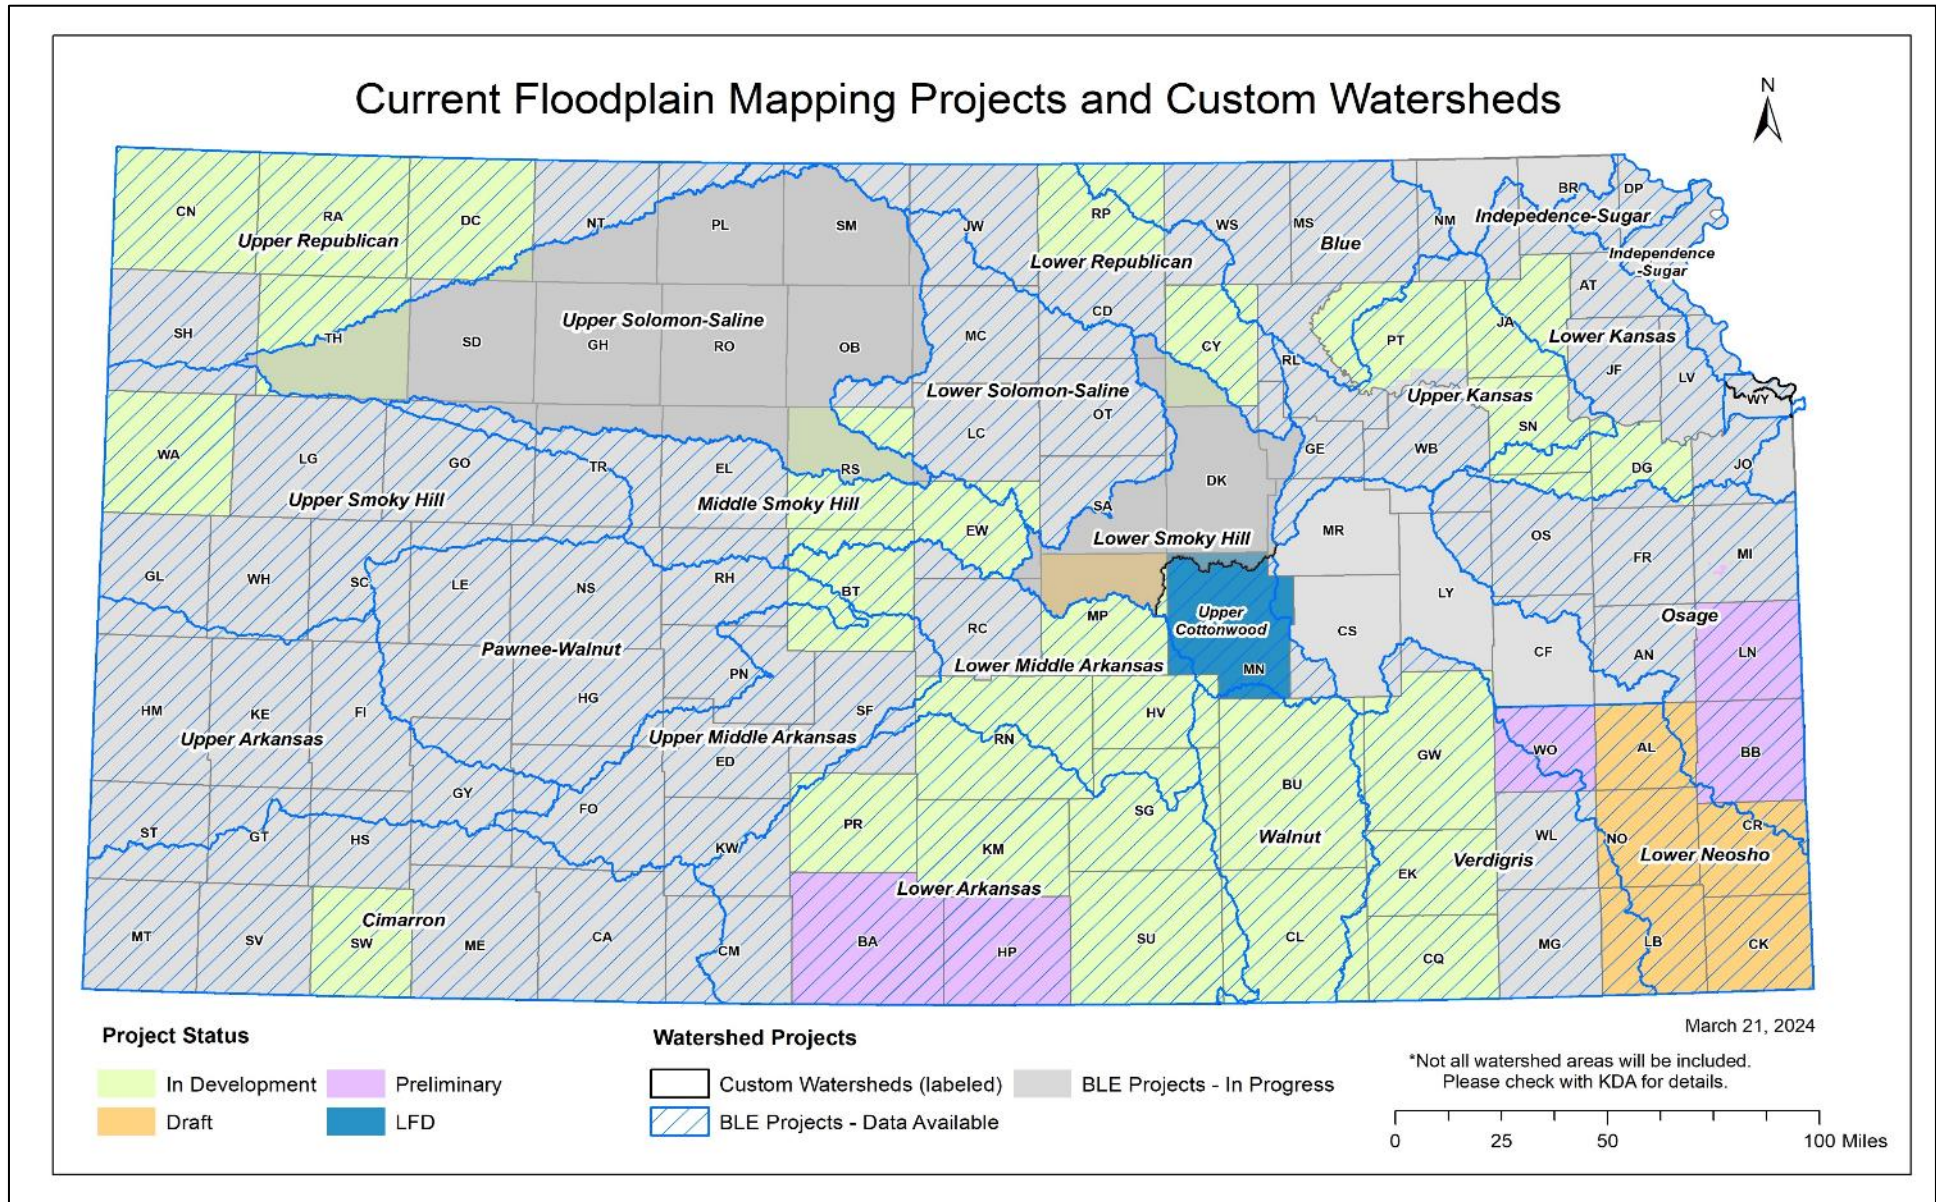 Current Floodplain Mapping Projects and Custom Watersheds
N
CN
RA
DC
NT
PL
SM
JW
RP
WS
MS
NM
BR
DP
Upper Republican
Lower Republican
Blue
Indepedence-Sugar
Independence
-Sugar
SH
TH
SD
Upper Solomon-Saline
GH
RO
OB
MC
CD
CY
RL
PT
JA
AT
Lower Kansas
JF
LV
WY
Lower Solomon-Saline
OT
Upper Kansas
WA
LG
GO
TR
EL
RS
LC
DK
GE
WB
SN
DG
JO
Upper Smoky Hill
Middle Smoky Hill
SA
EW
Lower Smoky Hill
MR
OS
FR
MI
GL
WH
SC
LE
NS
RH
BT
RC
MP
Upper
Cottonwood
MN
CS
LY
CF
AN
Osage
LN
Pawnee-Walnut
Lower Middle Arkansas
HM
KE
FI
HG
PN
SF
Upper Arkansas
Upper Middle Arkansas
ED
RN
HV
GW
WO
AL
BB
ST
GT
HS
GY
FO
KW
PR
KM
SG
BU
Walnut
EK
Verdigris
WL
NO
CR
Lower Neosho
Lower Arkansas
MT
SV
SW
Cimarron
ME
CA
CM
BA
HP
SU
CL
CQ
MG
LB
CK
March 21, 2024
Project Status
In Development
Preliminary
Draft
LFD
Watershed Projects
Custom Watersheds (labeled)
BLE Projects - In Progress
BLE Projects - Data Available
*Not all watershed areas will be included.
Please check with KDA for details.
0 25 50 100 Miles